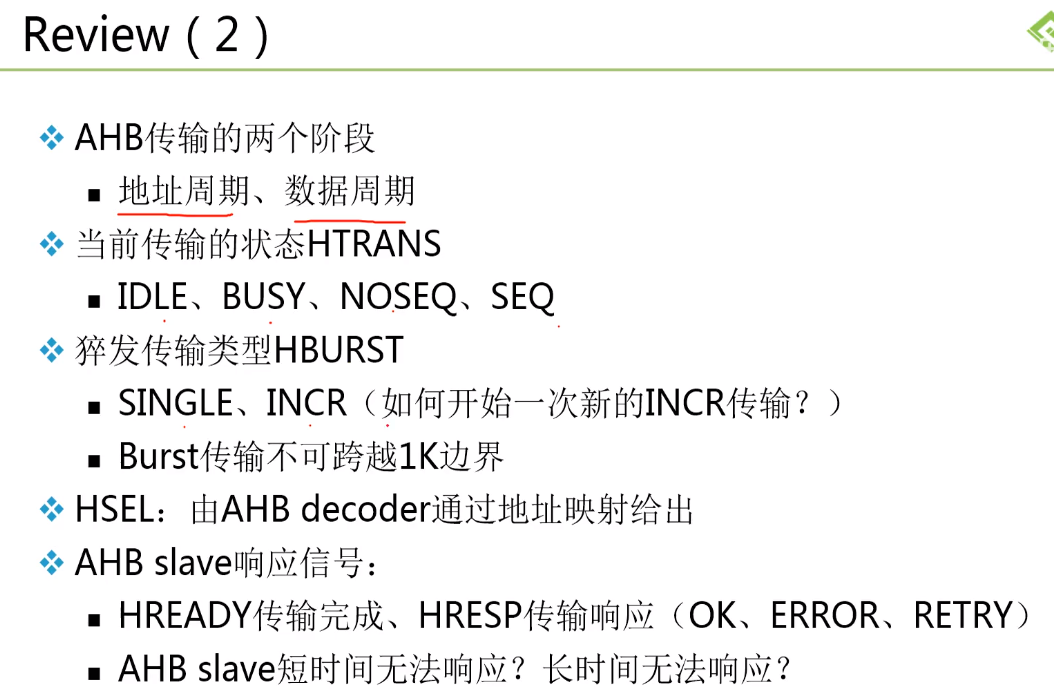 Review（2）
AHB传输的两个阶段
地址周期、数据周期
当前传输的状态HTRANS
IDLE、BUSY、NOSEQ、SEQ
猝发传输类型HBURST
SINGLE、INCR（如何开始一次新的INCR传输？）
Burst传输不可跨越1K边界
HSEL：由AHB decoder通过地址映射给出
AHB slave响应信号：
HREADY传输完成、HRESP传输响应（OK、ERROR、RETRY）
AHB slave短时间无法响应？长时间无法响应？